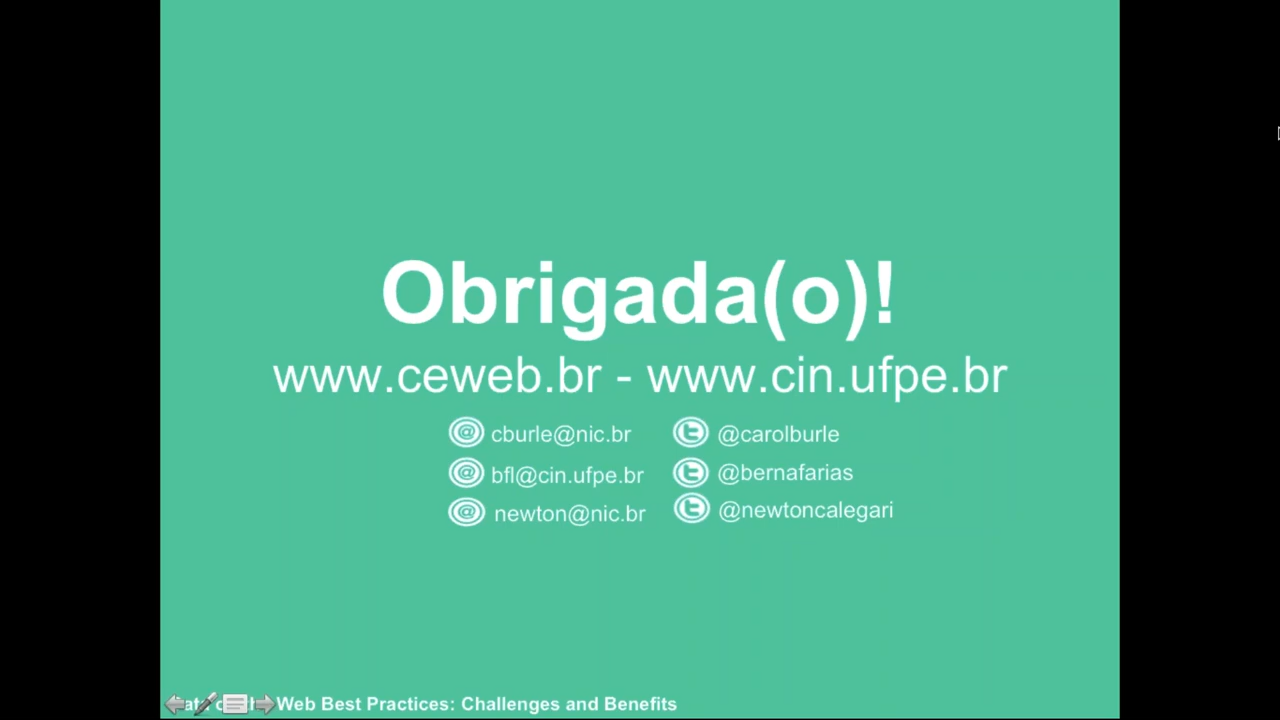 Obrigada(o)!
www.ceweb.br - www.cin.ufpe.br
cburle@nic.br @carolburle
bfl@cin.ufpe.br @bernafarias
newton@nic.br @newtoncalegari
Web Best Practices: Challenges and Benefits